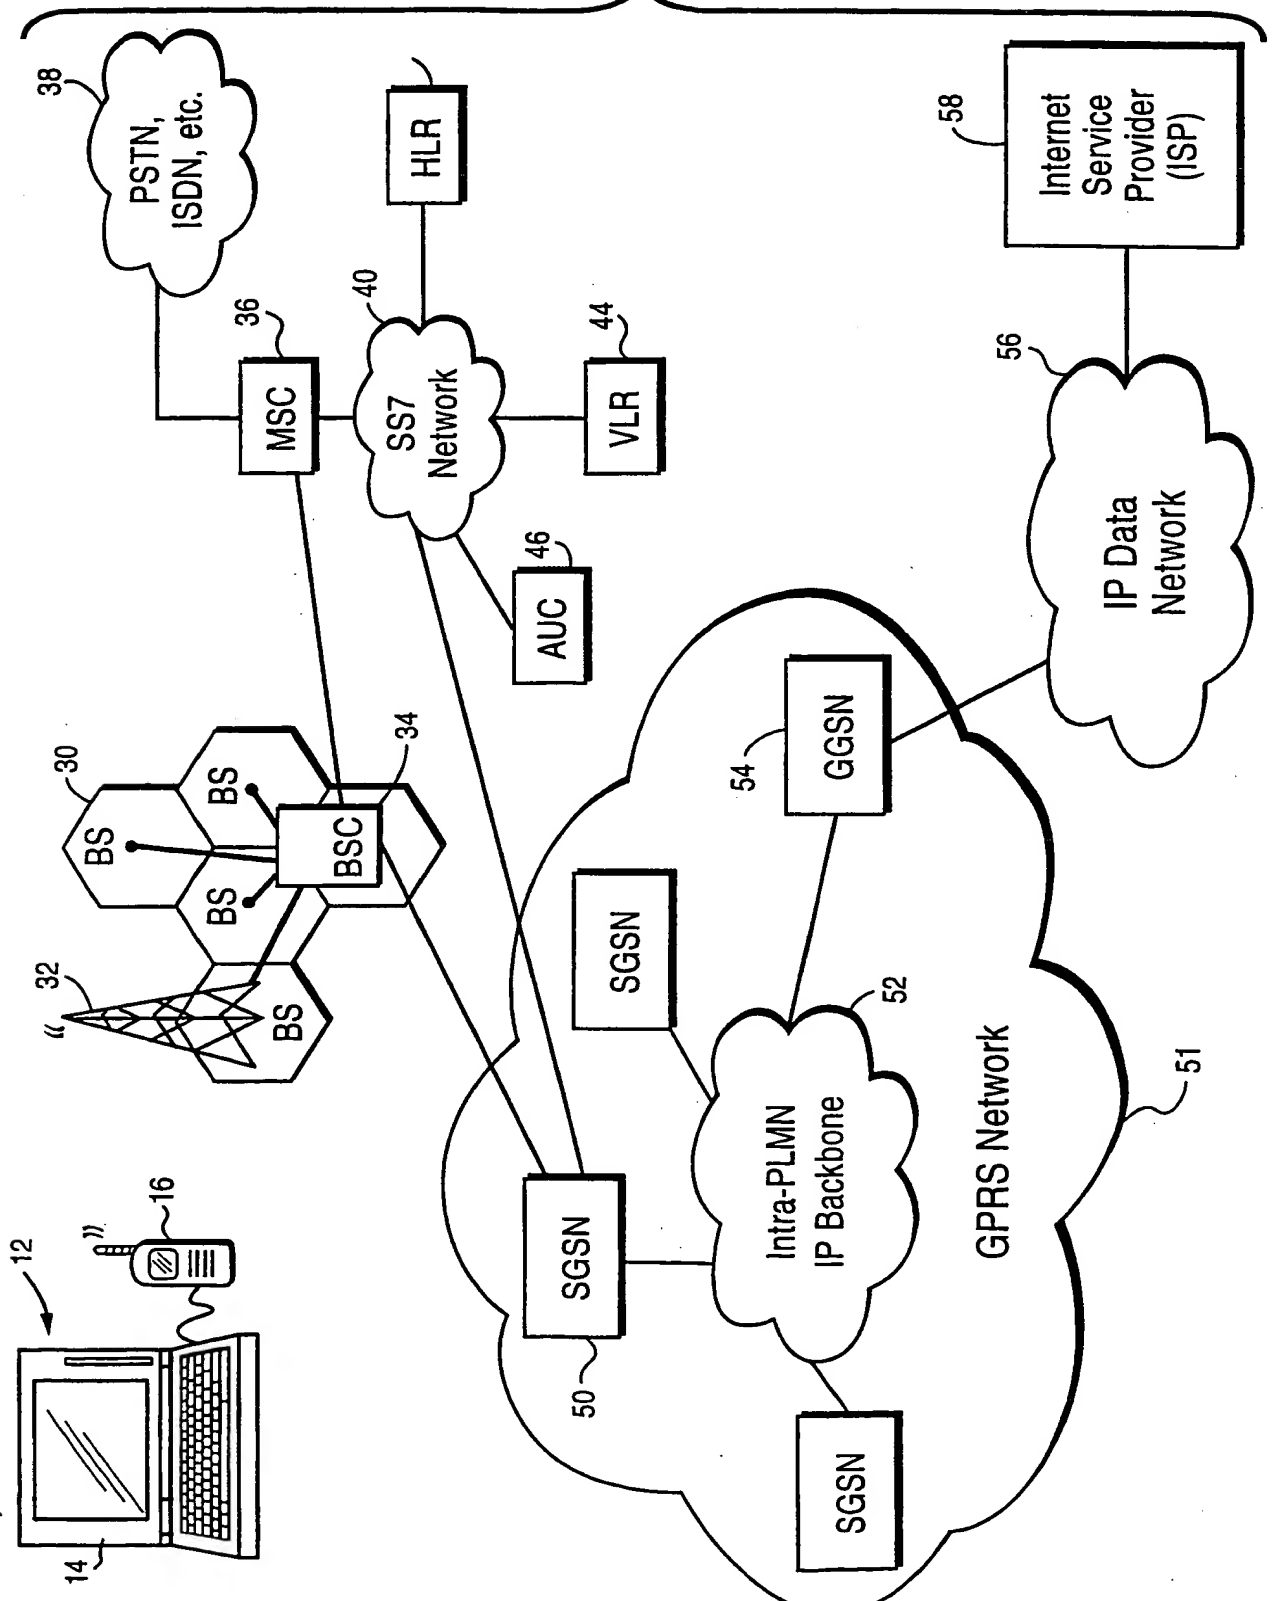 12
14
16
32
BS
BS
30
BS
BS
BSC
34
38
PSTN,
ISDN, etc.
36
MSC
40
SS7
Network
HLR
44
VLR
46
AUC
50
SGSN
SGSN
SGSN
52
Intra-PLMN
IP Backbone
54
GGSN
GPRS Network
51
56
IP Data
Network
58
Internet
Service
Provider
(ISP)